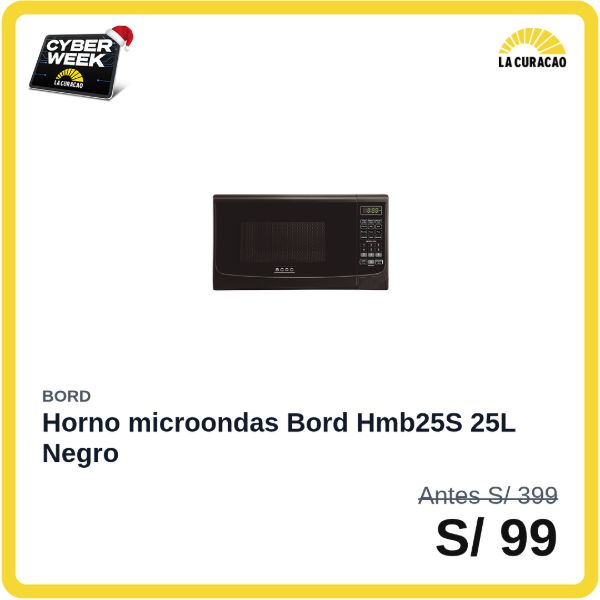 CYBER
WEEK
LA CURACAO
LA CURACAO
BORD
Horno microondas Bord Hmb25S 25L
Negro
Antes S/ 399
S/ 99